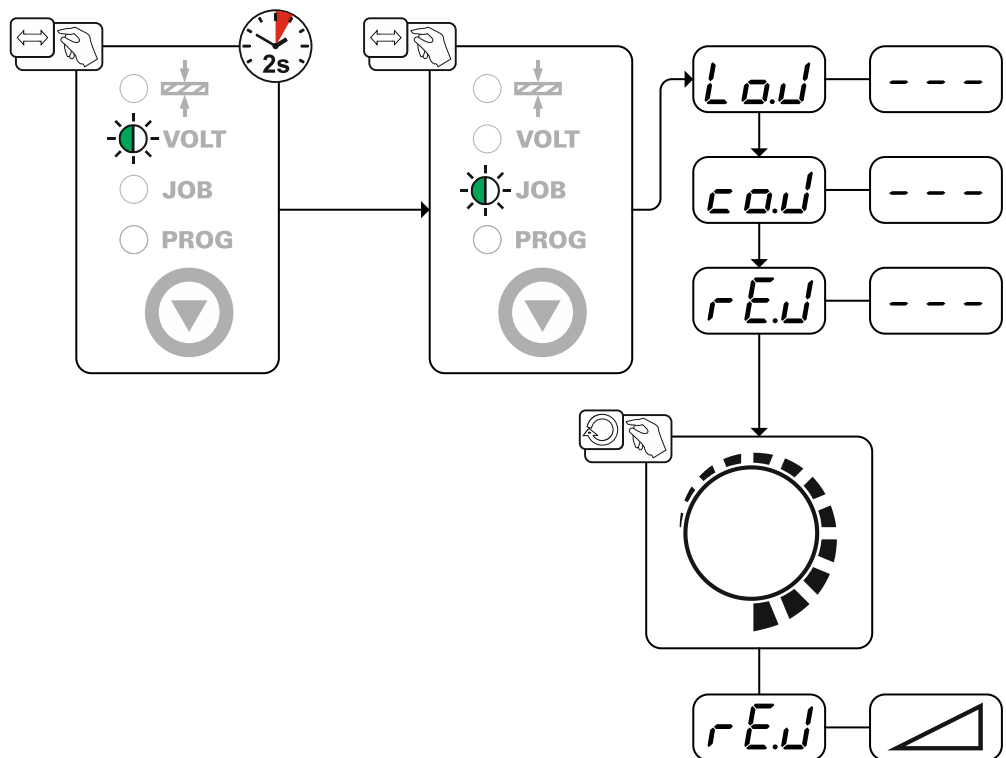 2s
VOLT
JOB
PROG
VOLT
JOB
PROG
Lo.J
- - -
co.J
- - -
rE.J
- - -
rE.J